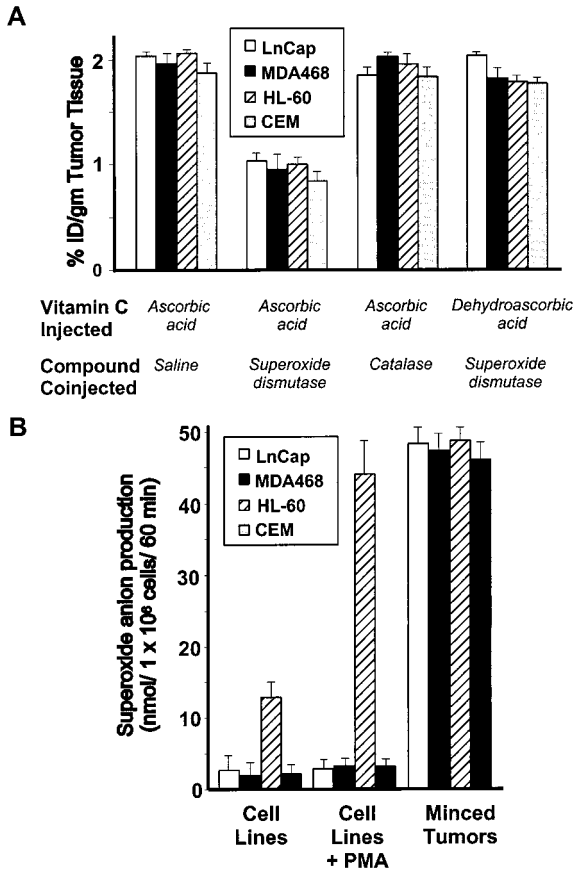 A
% ID/gm Tumor Tissue
2
1
0
LnCap
MDA468
HL-60
CEM
Vitamin C Injected
Ascorbic acid
Ascorbic acid
Ascorbic acid
Dehydroascorbic acid
Compound Coinjected
Saline
Superoxide dismutase
Catalase
Superoxide dismutase
B
Superoxide anion production
(nmol/ 1 x 10⁶ cells/ 60 min)
50
40
30
20
10
0
LnCap
MDA468
HL-60
CEM
Cell Lines
Cell Lines + PMA
Minced Tumors